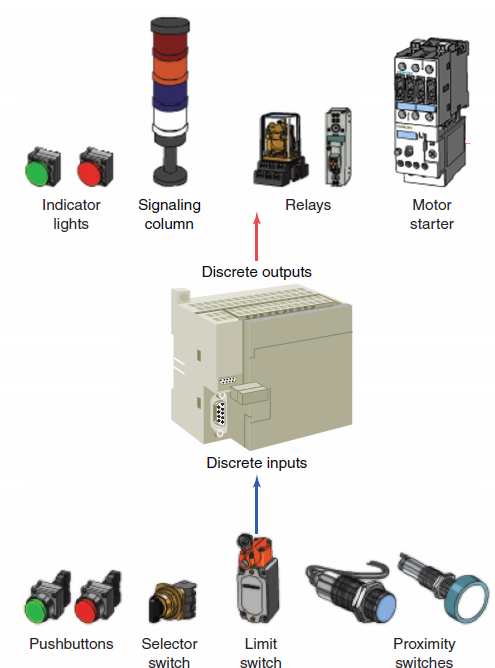 Indicator
lights
Signaling
column
Relays
Motor
starter
Discrete outputs
Discrete inputs
Pushbuttons
Selector
switch
Limit
switch
Proximity
switches